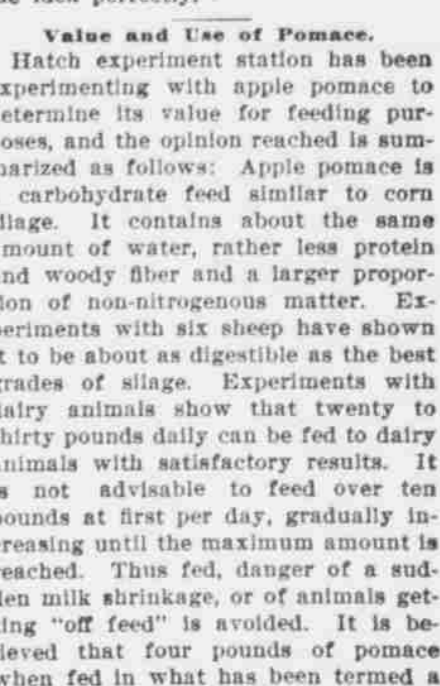 Value and Use of Pomace.
Hatch experiment station has been
xperimenting with apple pomace to
etermine its value for feeding pur-
oses, and the opinion reached is sum-
narized as follows: Apple pomace is
carbohydrate feed similar to corn
ilage. It contains about the same
mount of water, rather less protein
nd woody fiber and a larger propor-
ion of non-nitrogenous matter. Ex-
eriments with six sheep have shown
t to be about as digestible as the best
grades of silage. Experiments with
dairy animals show that twenty to
hirty pounds daily can be fed to dairy
nimals with satisfactory results. It
s not advisable to feed over ten
ounds at first per day, gradually in-
reasing until the maximum amount is
reached. Thus fed, danger of a sud-
len milk shrinkage, or of animals get-
ing "off feed" is avoided. It is be-
ieved that four pounds of pomace
when fed in what has been termed a